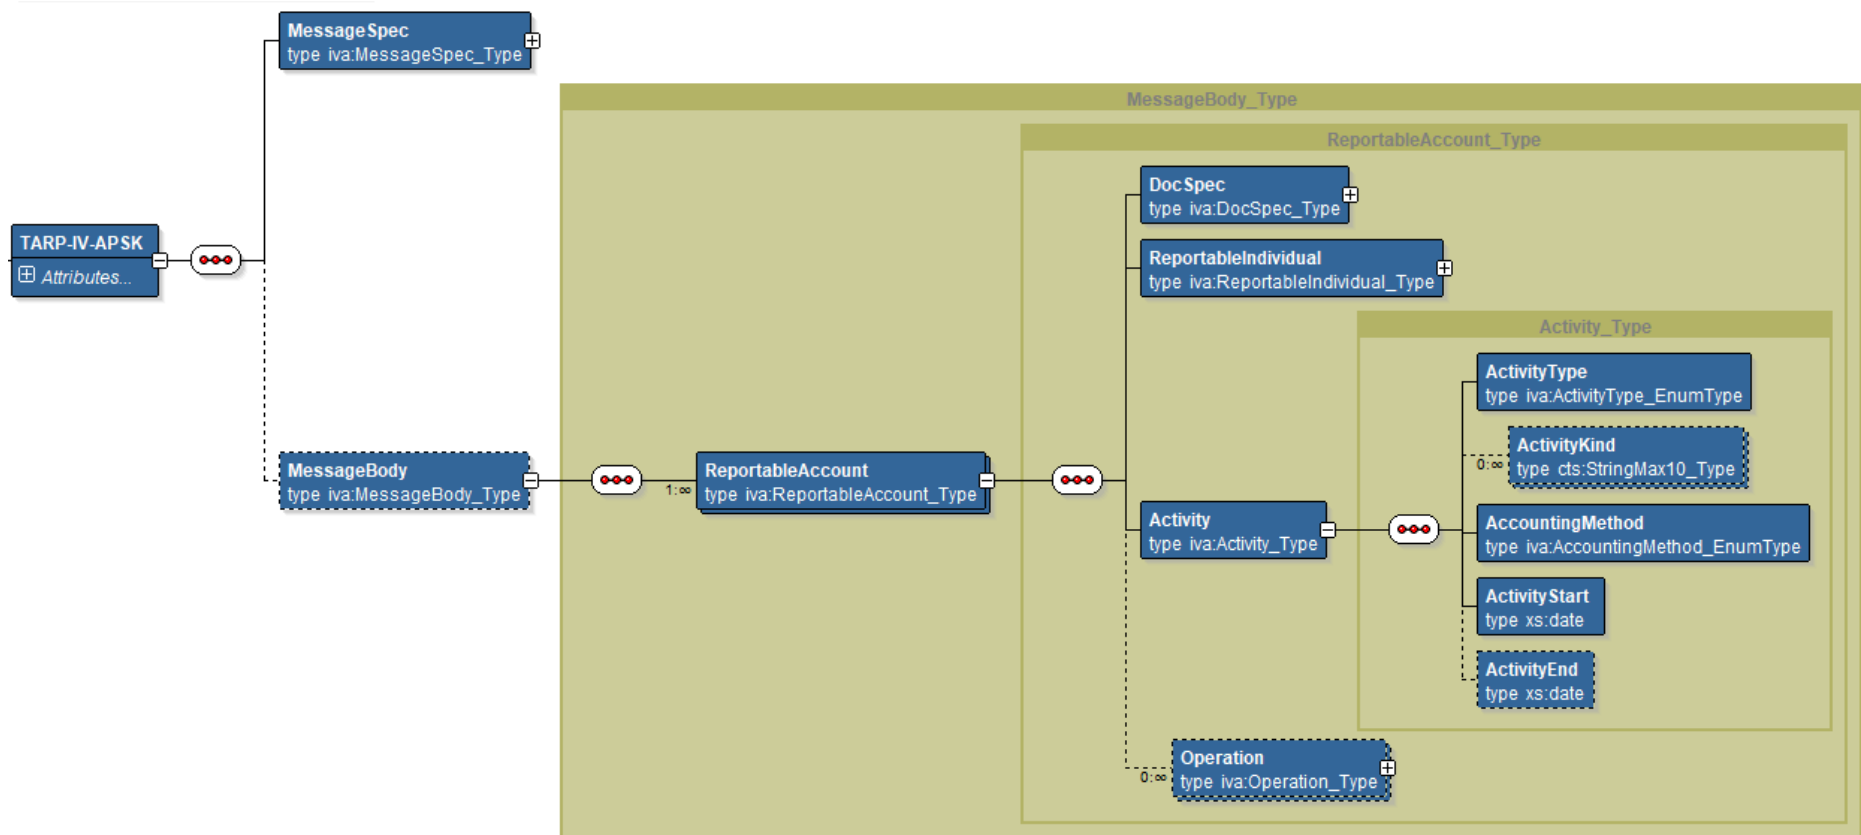 MessageSpec
type iva:MessageSpec_Type
MessageBody_Type
ReportableAccount_Type
DocSpec
type iva:DocSpec_Type
TARP-IV-APSK
Attributes...
ReportableIndividual
type iva:ReportableIndividual_Type
Activity_Type
ActivityType
type iva:ActivityType_EnumType
ActivityKind
type cts:StringMax10_Type
0:∞
MessageBody
type iva:MessageBody_Type
ReportableAccount
type iva:ReportableAccount_Type
1:∞
Activity
type iva:Activity_Type
AccountingMethod
type iva:AccountingMethod_EnumType
ActivityStart
type xs:date
ActivityEnd
type xs:date
Operation
type iva:Operation_Type
0:∞